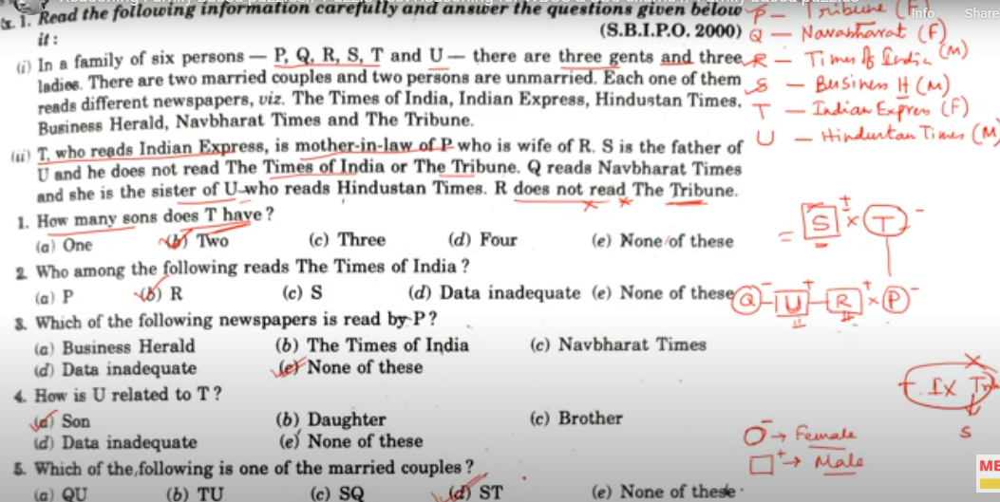 Info
Share
1. Read the following information carefully and answer the questions given below
it :
(S.B.I.P.O. 2000)
(i) In a family of six persons — P, Q, R, S, T and U — there are three gents and three
ladies. There are two married couples and two persons are unmarried. Each one of them
reads different newspapers, viz. The Times of India, Indian Express, Hindustan Times,
Business Herald, Navbharat Times and The Tribune.
(ii) T, who reads Indian Express, is mother-in-law of P who is wife of R. S is the father of
U and he does not read The Times of India or The Tribune. Q reads Navbharat Times
and she is the sister of U who reads Hindustan Times. R does not read The Tribune.
1. How many sons does T have ?
(a) One (b) Two (c) Three (d) Four (e) None of these
2. Who among the following reads The Times of India ?
(a) P (b) R (c) S (d) Data inadequate (e) None of these
3. Which of the following newspapers is read by P ?
(a) Business Herald (b) The Times of India (c) Navbharat Times
(d) Data inadequate (e) None of these
4. How is U related to T ?
(a) Son (b) Daughter (c) Brother
(d) Data inadequate (e) None of these
5. Which of the following is one of the married couples ?
(a) QU (b) TU (c) SQ (d) ST (e) None of these
P — Tribune (F)
Q — Navabharat (F)
R — Times of India (M)
S — Business H (M)
T — Indian Express (F)
U — Hindustan Times (M)
= S + × T -
Q - U + R + × P -
S
- → Female
+ → Male